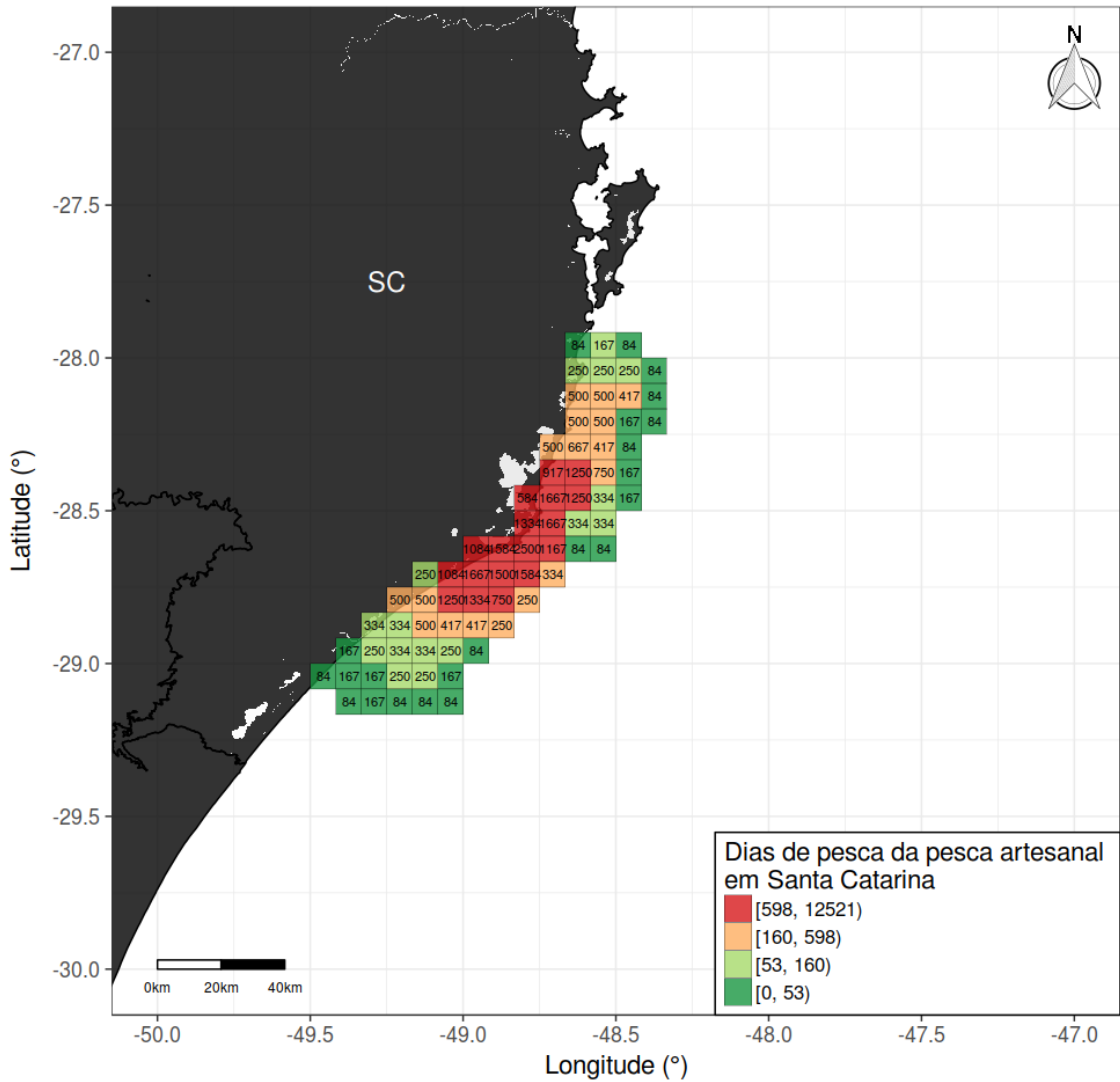 N
-27.0
-27.5
SC
-28.0
84 167 84
250 250 250 84
500 500 417 84
500 500 167 84
500 667 417 84
917 1250 750 167
584 1667 1250 334 167
-28.5
1334 1667 334 334
1084 1584 2500 1167 84 84
250 1084 1667 1500 1584 334
500 500 1250 1334 750 250
334 334 500 417 417 250
167 250 334 334 250 84
-29.0
84 167 167 250 250 167
84 167 84 84 84
-29.5
-30.0
Latitude (°)
Dias de pesca da pesca artesanal
em Santa Catarina
[598, 12521)
[160, 598)
[53, 160)
[0, 53)
0km 20km 40km
-50.0 -49.5 -49.0 -48.5 -48.0 -47.5 -47.0
Longitude (°)